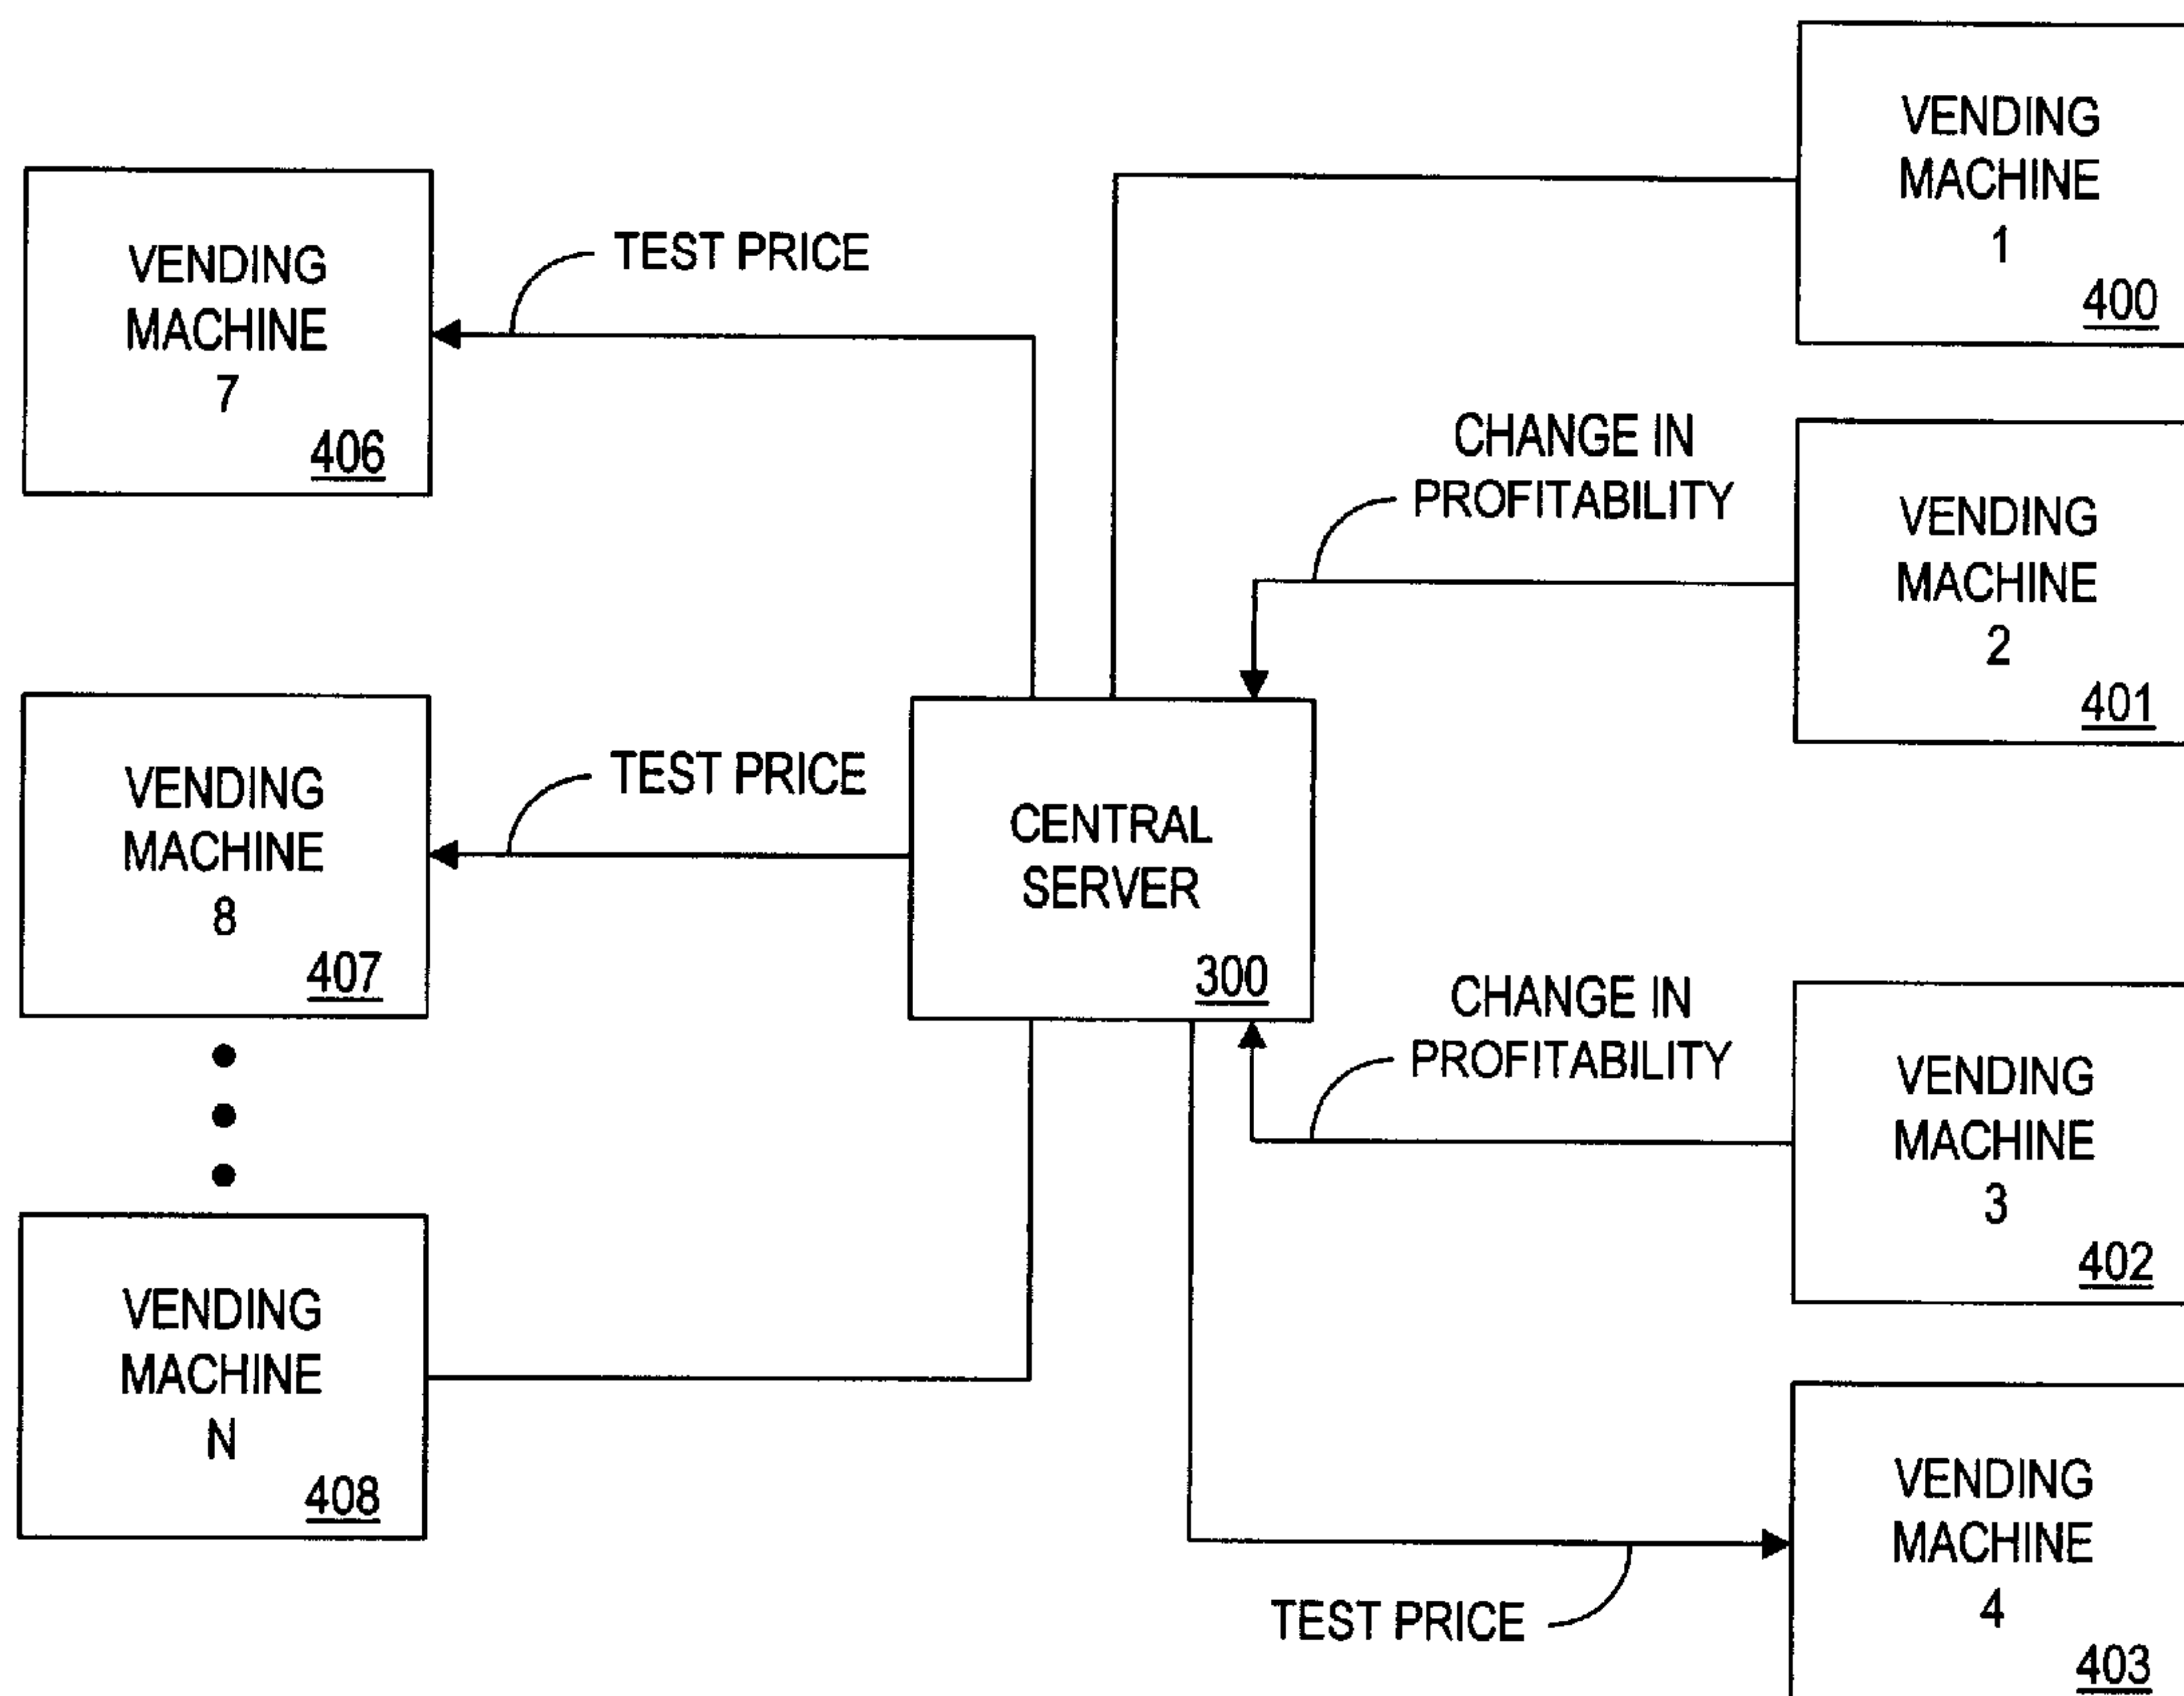 VENDING
MACHINE
1
400
VENDING
MACHINE
7
406
TEST PRICE
CHANGE IN
PROFITABILITY
VENDING
MACHINE
2
401
VENDING
MACHINE
8
407
TEST PRICE
CENTRAL
SERVER
300
CHANGE IN
PROFITABILITY
VENDING
MACHINE
3
402
VENDING
MACHINE
N
408
TEST PRICE
VENDING
MACHINE
4
403